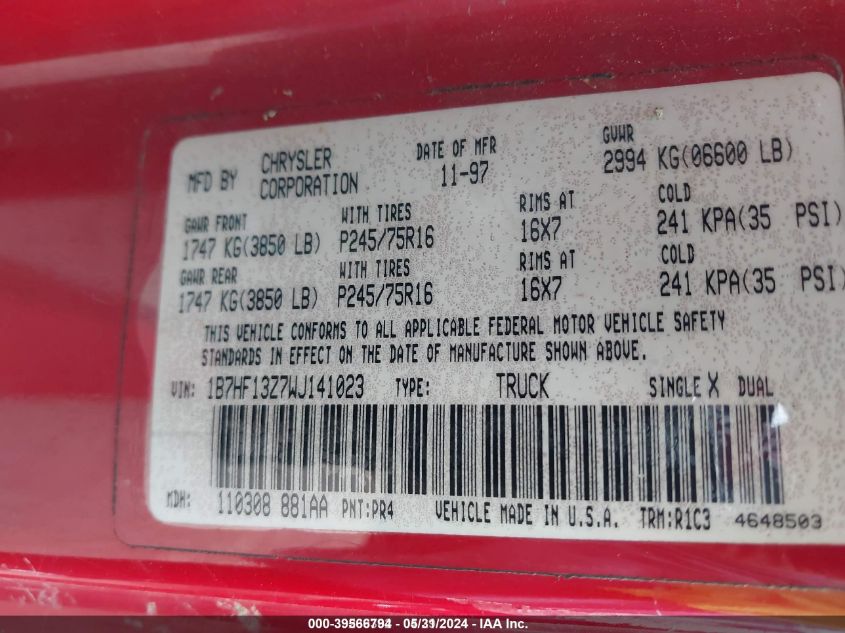 MFD BY CHRYSLER CORPORATION DATE OF MFR 11-97 GVWR 2994 KG(06600 LB)
GAWR FRONT WITH TIRES RIMS AT COLD
1747 KG(3850 LB) P245/75R16 16X7 241 KPA(35 PSI)
GAWR REAR WITH TIRES RIMS AT COLD
1747 KG(3850 LB) P245/75R16 16X7 241 KPA(35 PSI)
THIS VEHICLE CONFORMS TO ALL APPLICABLE FEDERAL MOTOR VEHICLE SAFETY
STANDARDS IN EFFECT ON THE DATE OF MANUFACTURE SHOWN ABOVE.
VIN: 1B7HF13Z7WJ141023 TYPE: TRUCK SINGLE X DUAL
MDH: 110308 881AA PNT:PR4 VEHICLE MADE IN U.S.A. TRM:R1C3 4648503
000-39566794 - 05/31/2024 - IAA, Inc.